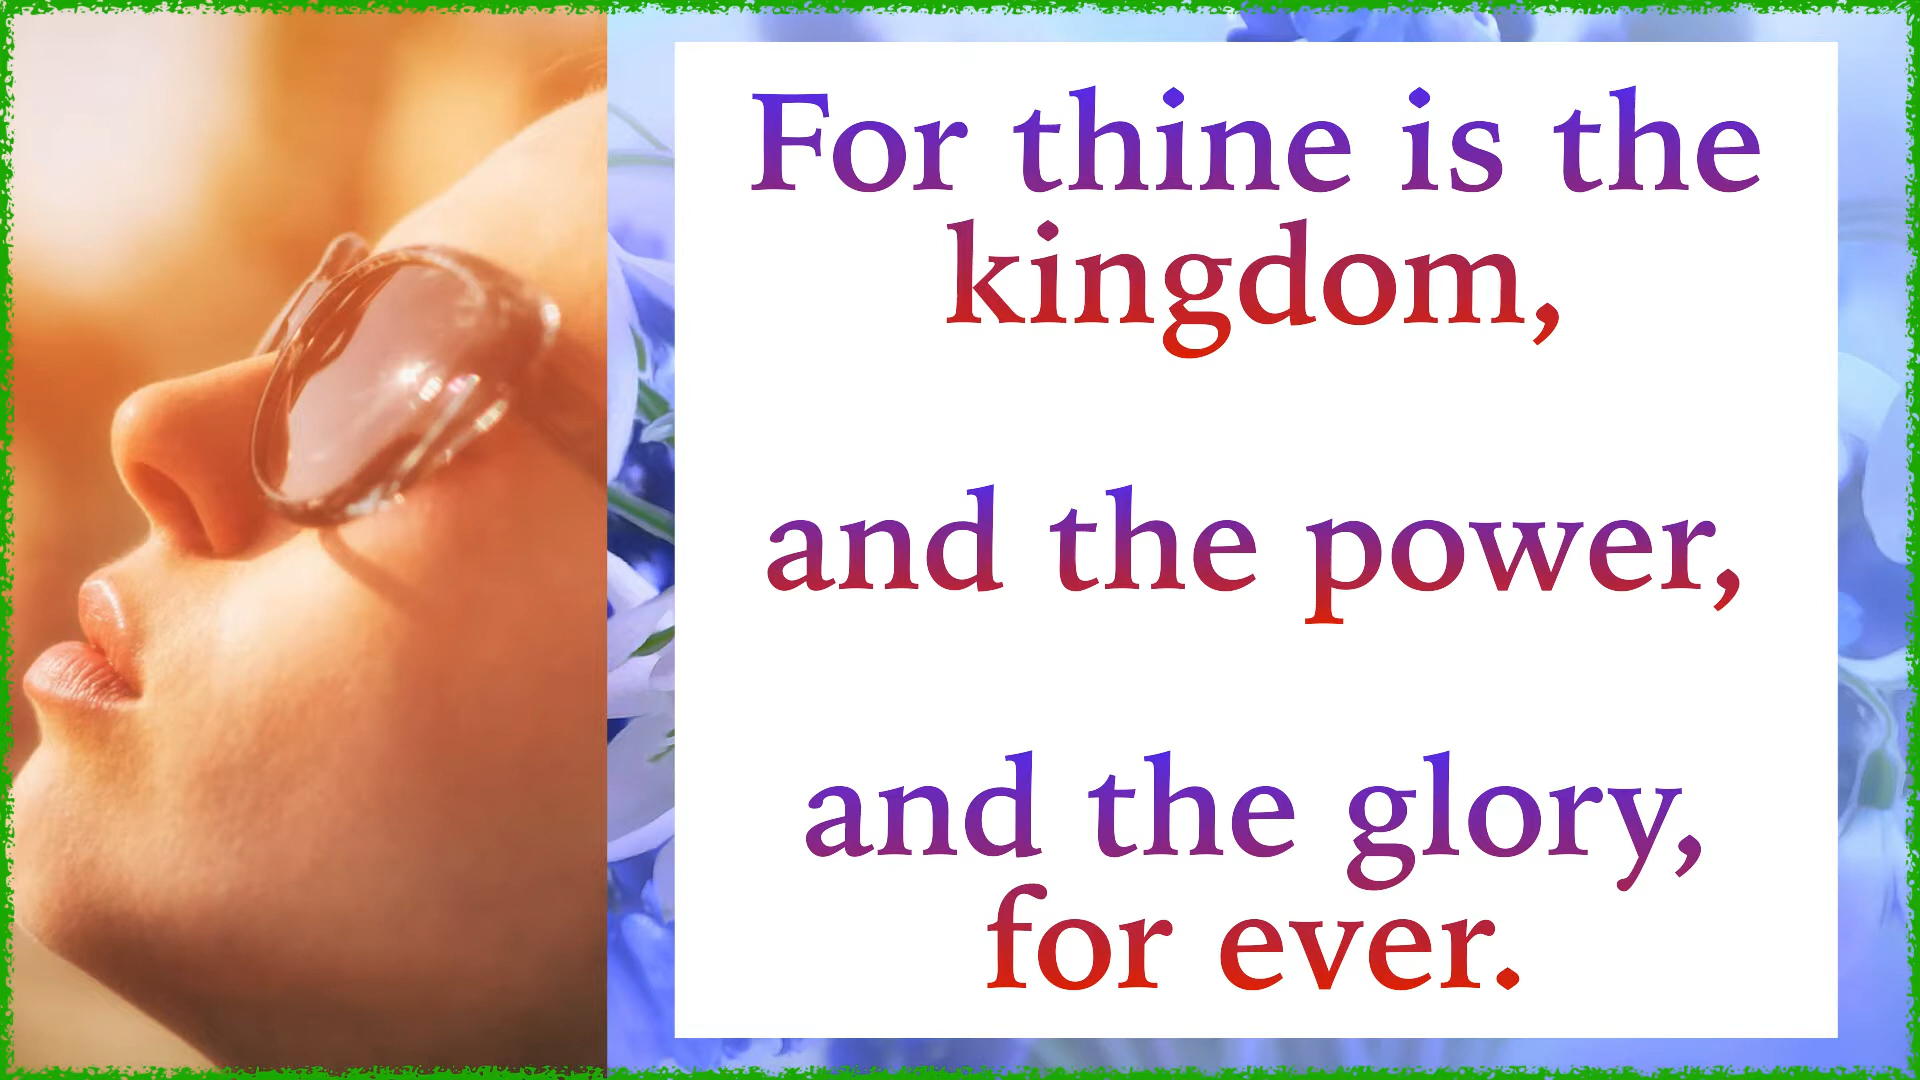 For thine is the
kingdom,
and the power,
and the glory,
for ever.